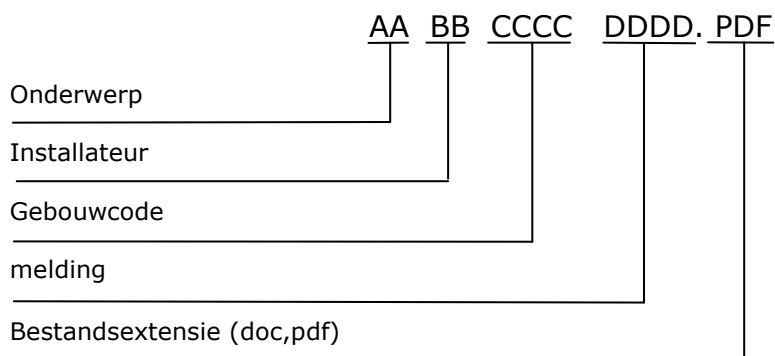 AA BB CCCC DDDD. PDF
Onderwerp
Installateur
Gebouwcode
melding
Bestandsextensie (doc,pdf)